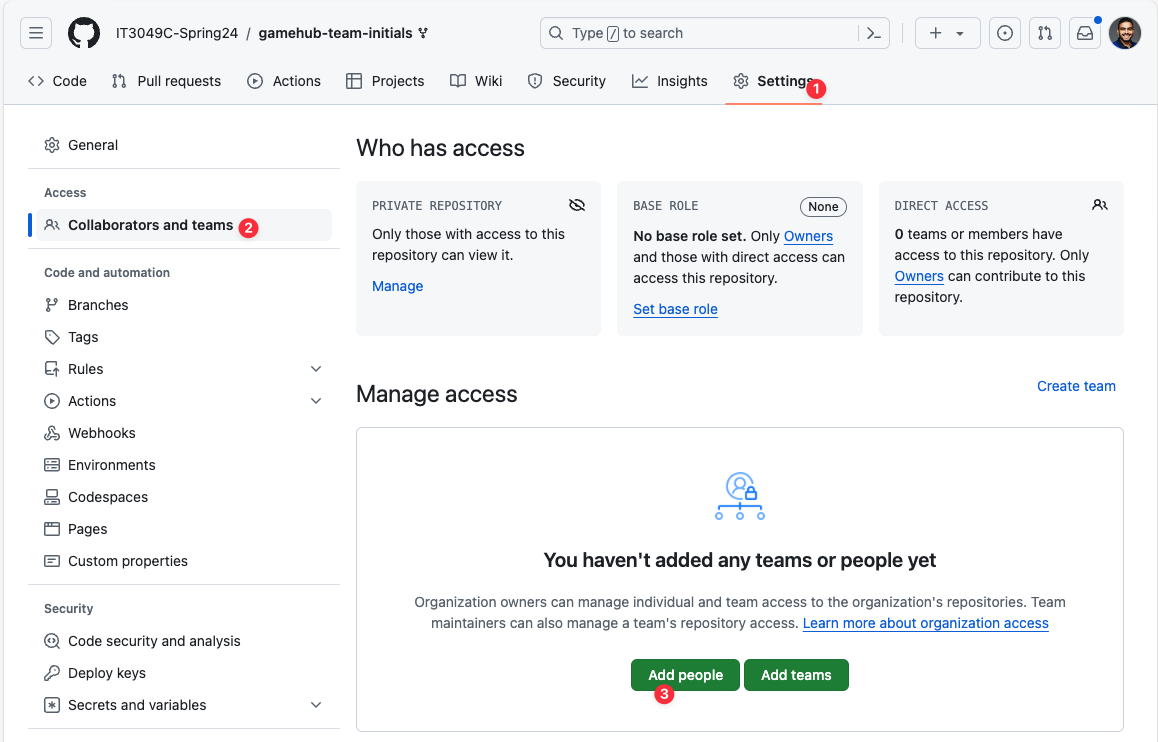 IT3049C-Spring24 / gamehub-team-initials
Type / to search
Code
Pull requests
Actions
Projects
Wiki
Security
Insights
Settings
1
General
Access
Collaborators and teams
2
Code and automation
Branches
Tags
Rules
Actions
Webhooks
Environments
Codespaces
Pages
Custom properties
Security
Code security and analysis
Deploy keys
Secrets and variables
Who has access
PRIVATE REPOSITORY
Only those with access to this
repository can view it.
Manage
BASE ROLE
None
No base role set. Only Owners
and those with direct access can
access this repository.
Set base role
DIRECT ACCESS
0 teams or members have
access to this repository. Only
Owners can contribute to this
repository.
Manage access
Create team
You haven't added any teams or people yet
Organization owners can manage individual and team access to the organization's repositories. Team
maintainers can also manage a team's repository access. Learn more about organization access
Add people
3
Add teams